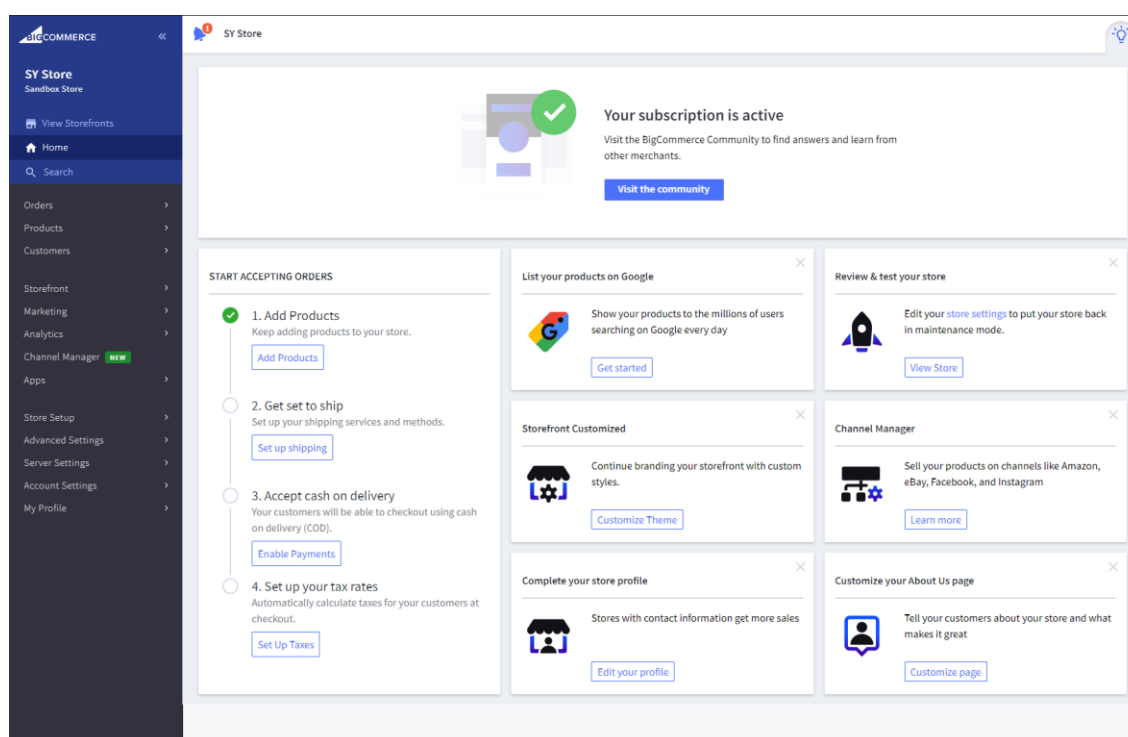 BIGCOMMERCE
«
SY Store
Sandbox Store
View Storefronts
Home
Search
Orders
Products
Customers
Storefront
Marketing
Analytics
Channel Manager NEW
Apps
Store Setup
Advanced Settings
Server Settings
Account Settings
My Profile
1
SY Store
Your subscription is active
Visit the BigCommerce Community to find answers and learn from
other merchants.
Visit the community
START ACCEPTING ORDERS
1. Add Products
Keep adding products to your store.
Add Products
2. Get set to ship
Set up your shipping services and methods.
Set up shipping
3. Accept cash on delivery
Your customers will be able to checkout using cash
on delivery (COD).
Enable Payments
4. Set up your tax rates
Automatically calculate taxes for your customers at
checkout.
Set Up Taxes
List your products on Google
G
Show your products to the millions of users
searching on Google every day
Get started
Review & test your store
Edit your store settings to put your store back
in maintenance mode.
View Store
Storefront Customized
Continue branding your storefront with custom
styles.
Customize Theme
Channel Manager
Sell your products on channels like Amazon,
eBay, Facebook, and Instagram
Learn more
Complete your store profile
Stores with contact information get more sales
Edit your profile
Customize your About Us page
Tell your customers about your store and what
makes it great
Customize page